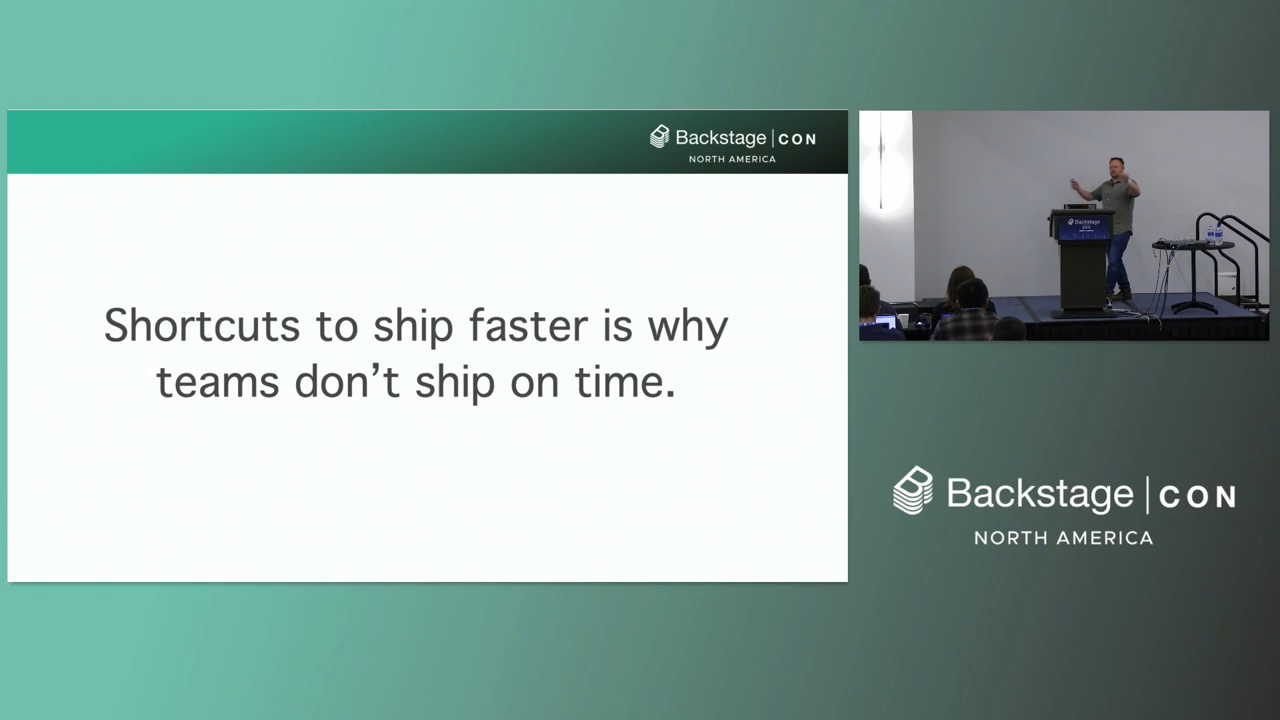 Backstage | CON
NORTH AMERICA
Shortcuts to ship faster is why
teams don’t ship on time.
Backstage
Backstage | CON
NORTH AMERICA